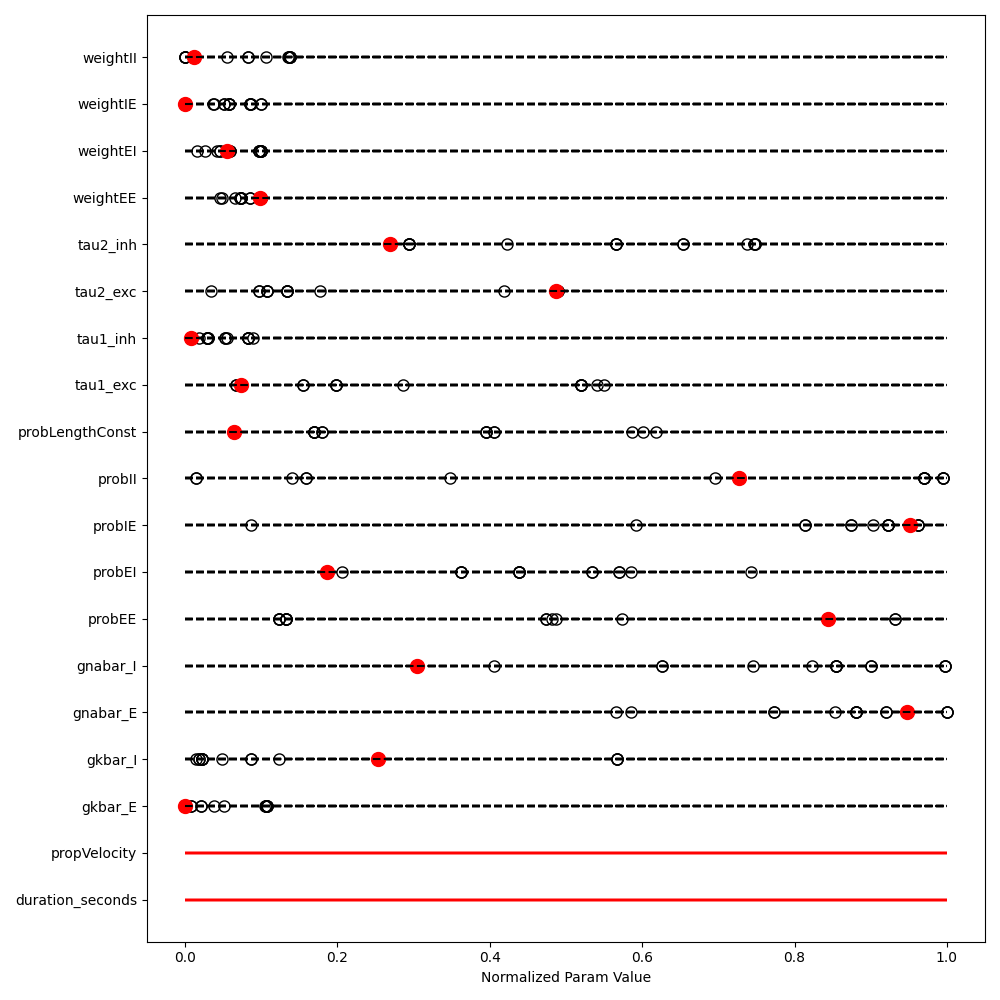 weightII
weightIE
weightEI
weightEE
tau2_inh
tau2_exc
tau1_inh
tau1_exc
probLengthConst
probII
probIE
probEI
probEE
gnabar_I
gnabar_E
gkbar_I
gkbar_E
propVelocity
duration_seconds
0.0 0.2 0.4 0.6 0.8 1.0
Normalized Param Value